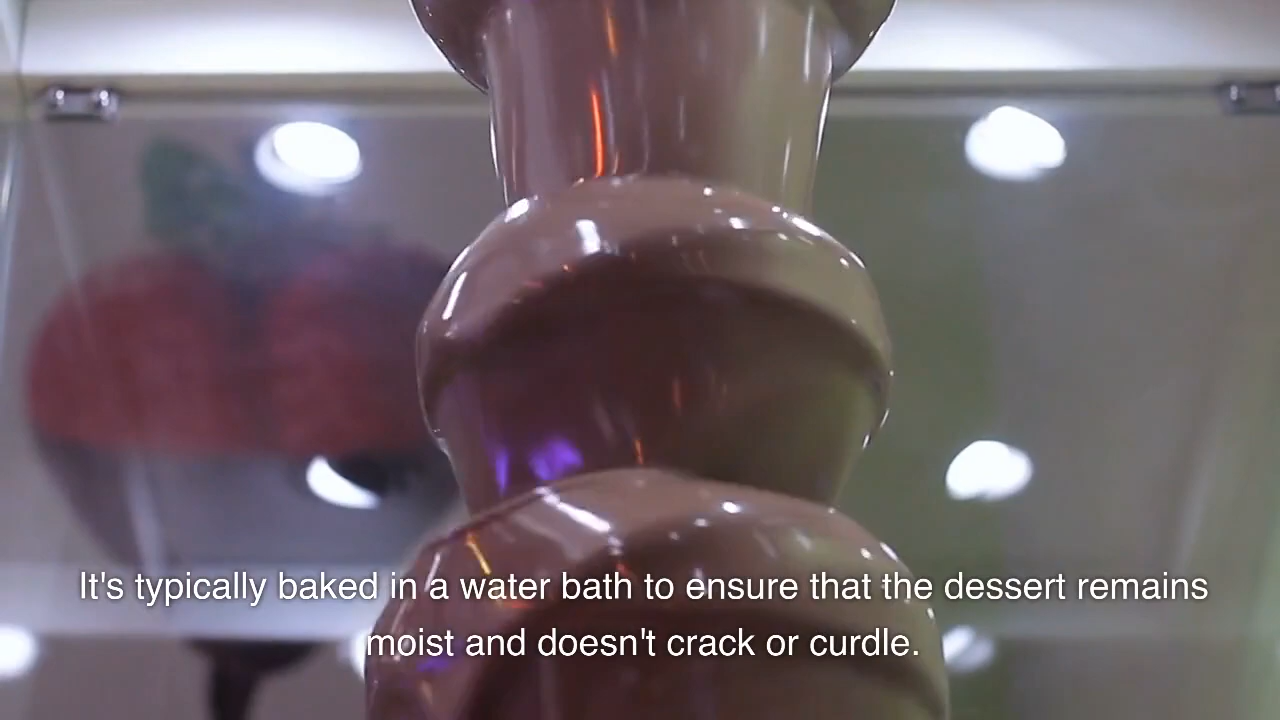 It's typically baked in a water bath to ensure that the dessert remains
moist and doesn't crack or curdle.